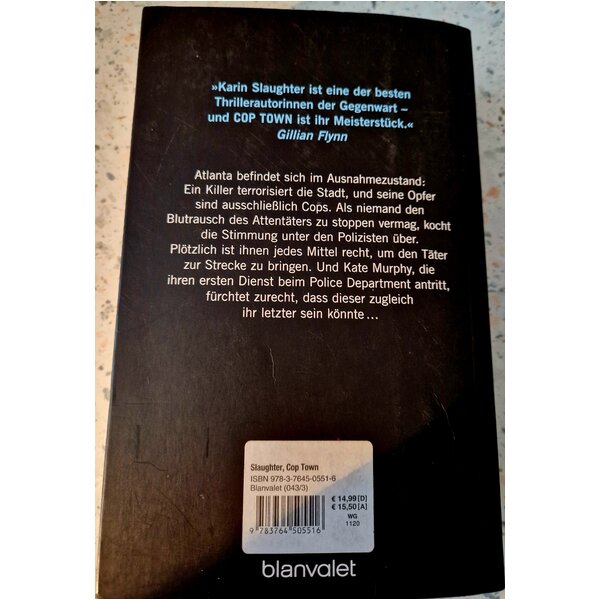 »Karin Slaughter ist eine der besten
Thrillerautorinnen der Gegenwart –
und COP TOWN ist ihr Meisterstück.«
Gillian Flynn
Atlanta befindet sich im Ausnahmezustand:
Ein Killer terrorisiert die Stadt, und seine Opfer
sind ausschließlich Cops. Als niemand den
Blutrausch des Attentäters zu stoppen vermag, kocht
die Stimmung unter den Polizisten über.
Plötzlich ist ihnen jedes Mittel recht, um den Täter
zur Strecke zu bringen. Und Kate Murphy, die
ihren ersten Dienst beim Police Department antritt,
fürchtet zurecht, dass dieser zugleich
ihr letzter sein könnte ...
Slaughter, Cop Town
ISBN 978-3-7645-0551-6
Blanvalet (043/3)
€ 14,99 [D]
€ 15,50 [A]
WG
1120
9 783764 505516
blanvalet